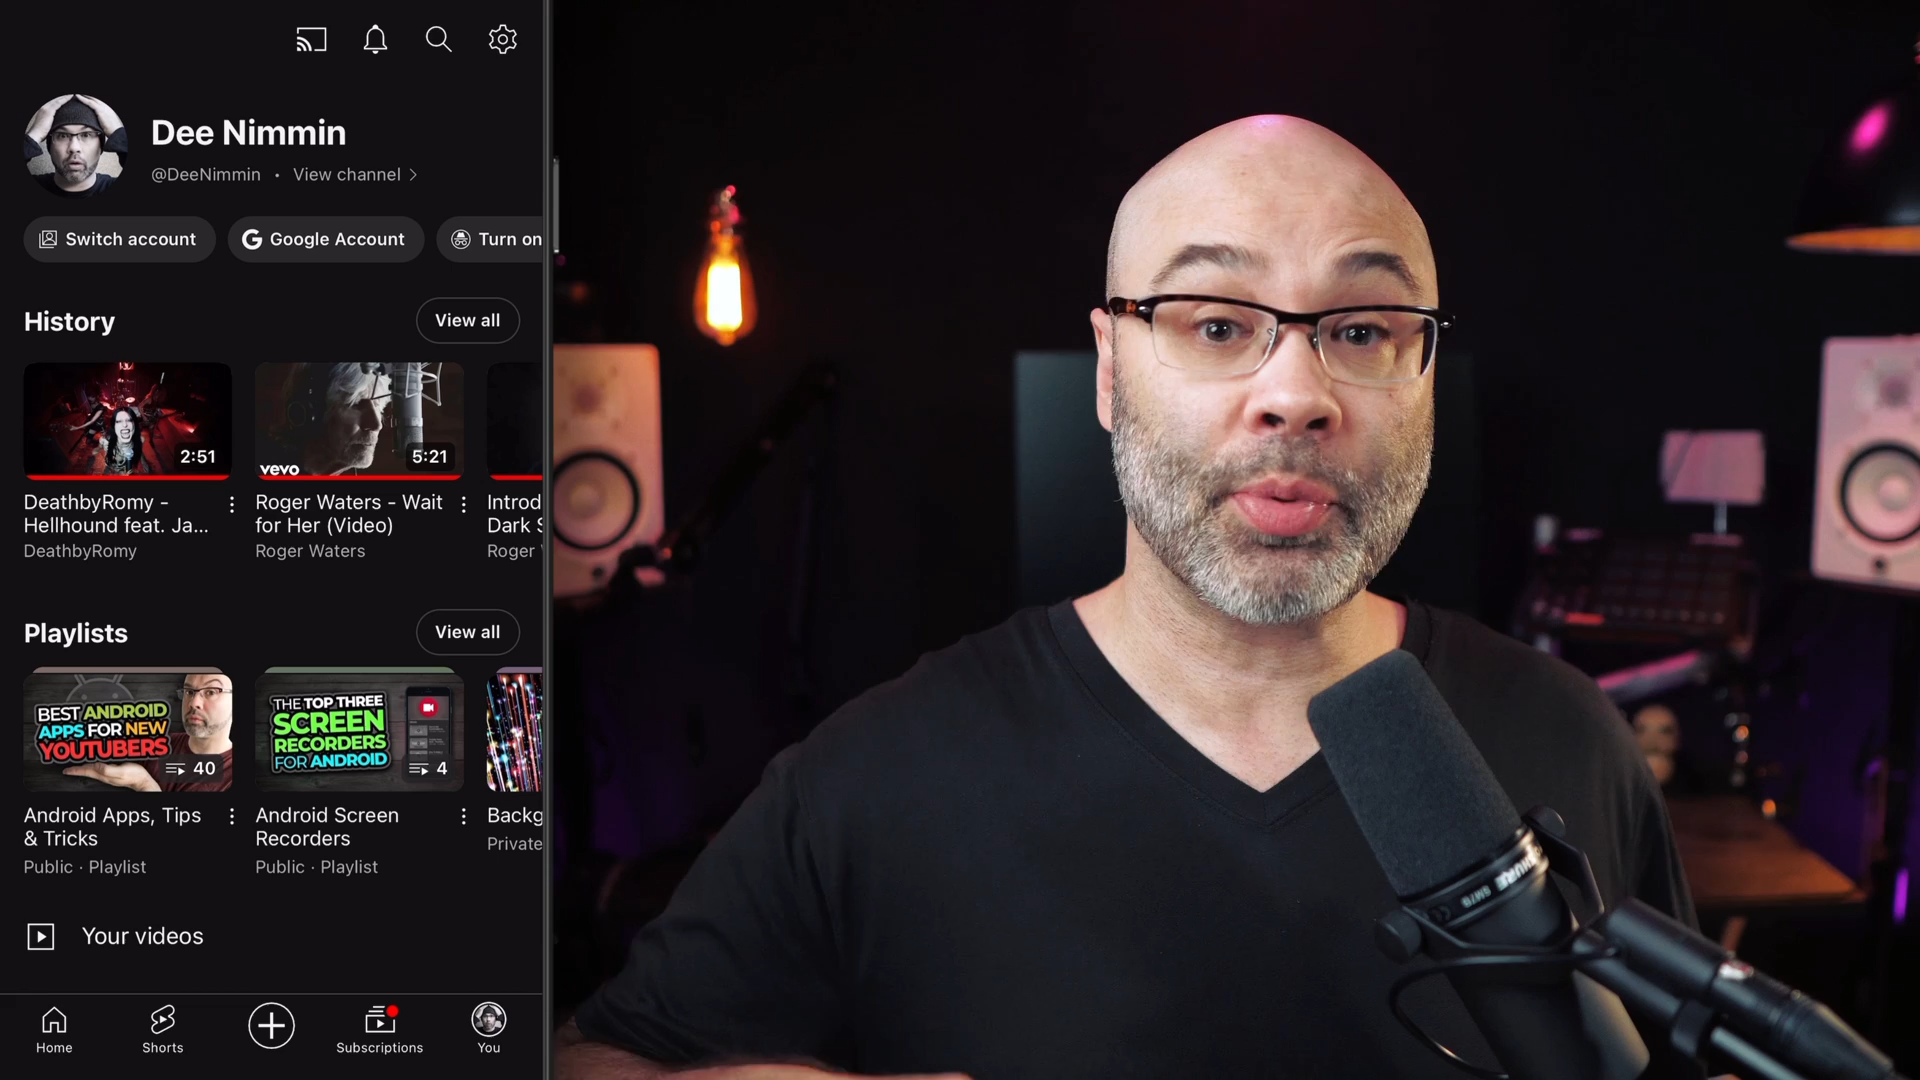 Dee Nimmin
@DeeNimmin • View channel >
Switch account
Google Account
Turn on
History
View all
2:51
vevo
5:21
DeathbyRomy -
Hellhound feat. Ja...
DeathbyRomy
Roger Waters - Wait
for Her (Video)
Roger Waters
Introd
Dark S
Roger
Playlists
View all
BEST ANDROID
APPS FOR NEW
YOUTUBERS
40
THE TOP THREE
SCREEN
RECORDERS
FOR ANDROID
4
Android Apps, Tips
& Tricks
Public · Playlist
Android Screen
Recorders
Public · Playlist
Backg
Private
Your videos
Home
Shorts
Subscriptions
You
SHURE
SM7B